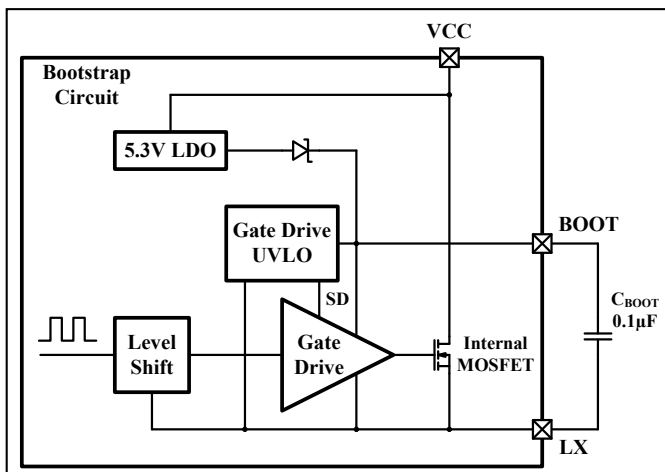 VCC
Bootstrap
Circuit
5.3V LDO
Gate Drive
UVLO
BOOT
SD
C_BOOT
0.1µF
Level
Shift
Gate
Drive
Internal
MOSFET
LX